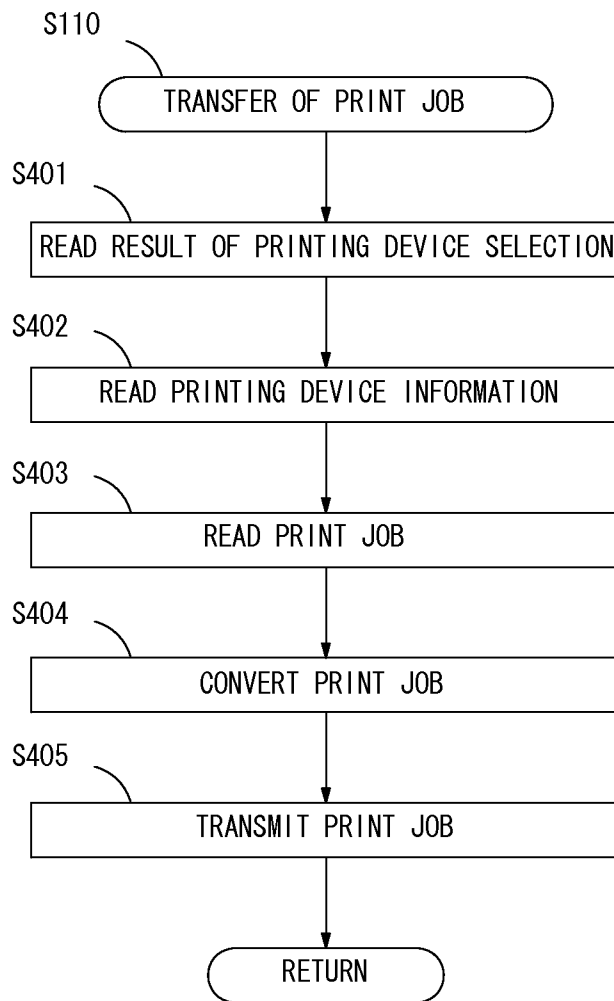 S110
TRANSFER OF PRINT JOB
S401
READ RESULT OF PRINTING DEVICE SELECTION
S402
READ PRINTING DEVICE INFORMATION
S403
READ PRINT JOB
S404
CONVERT PRINT JOB
S405
TRANSMIT PRINT JOB
RETURN